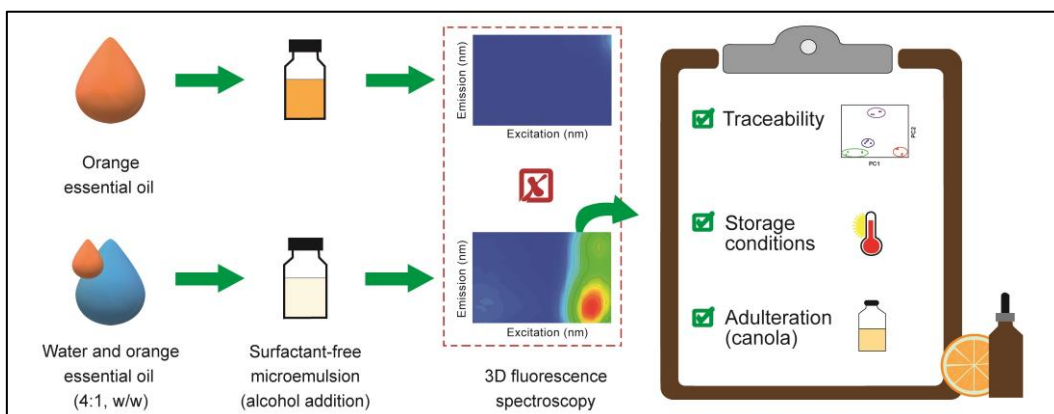 Orange
essential oil
Emission (nm)
Excitation (nm)
Water and orange
essential oil
(4:1, w/w)
Surfactant-free
microemulsion
(alcohol addition)
Emission (nm)
Excitation (nm)
3D fluorescence
spectroscopy
Traceability
PC2
PC1
Storage
conditions
Adulteration
(canola)